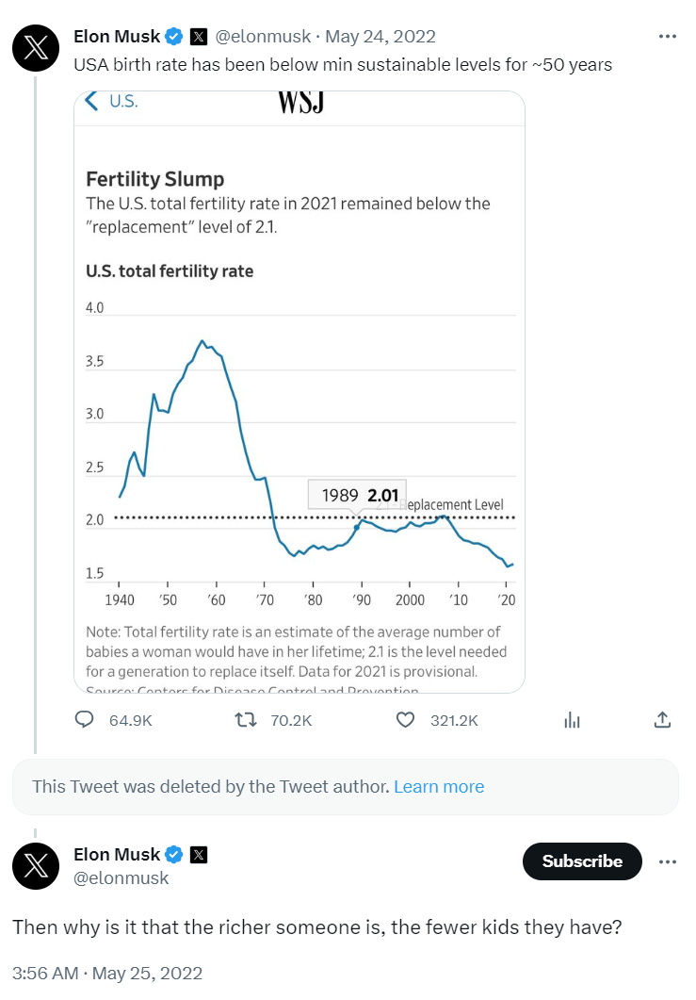 Elon Musk @elonmusk · May 24, 2022
USA birth rate has been below min sustainable levels for ~50 years
U.S. WSJ
Fertility Slump
The U.S. total fertility rate in 2021 remained below the
"replacement" level of 2.1.
U.S. total fertility rate
4.0
3.5
3.0
2.5
1989 2.01
2.1 - Replacement Level
2.0
1.5
1940 '50 '60 '70 '80 '90 2000 '10 '20
Note: Total fertility rate is an estimate of the average number of
babies a woman would have in her lifetime; 2.1 is the level needed
for a generation to replace itself. Data for 2021 is provisional.
Source: Centers for Disease Control and Prevention
64.9K 70.2K 321.2K
This Tweet was deleted by the Tweet author. Learn more
Elon Musk
@elonmusk
Subscribe
Then why is it that the richer someone is, the fewer kids they have?
3:56 AM · May 25, 2022